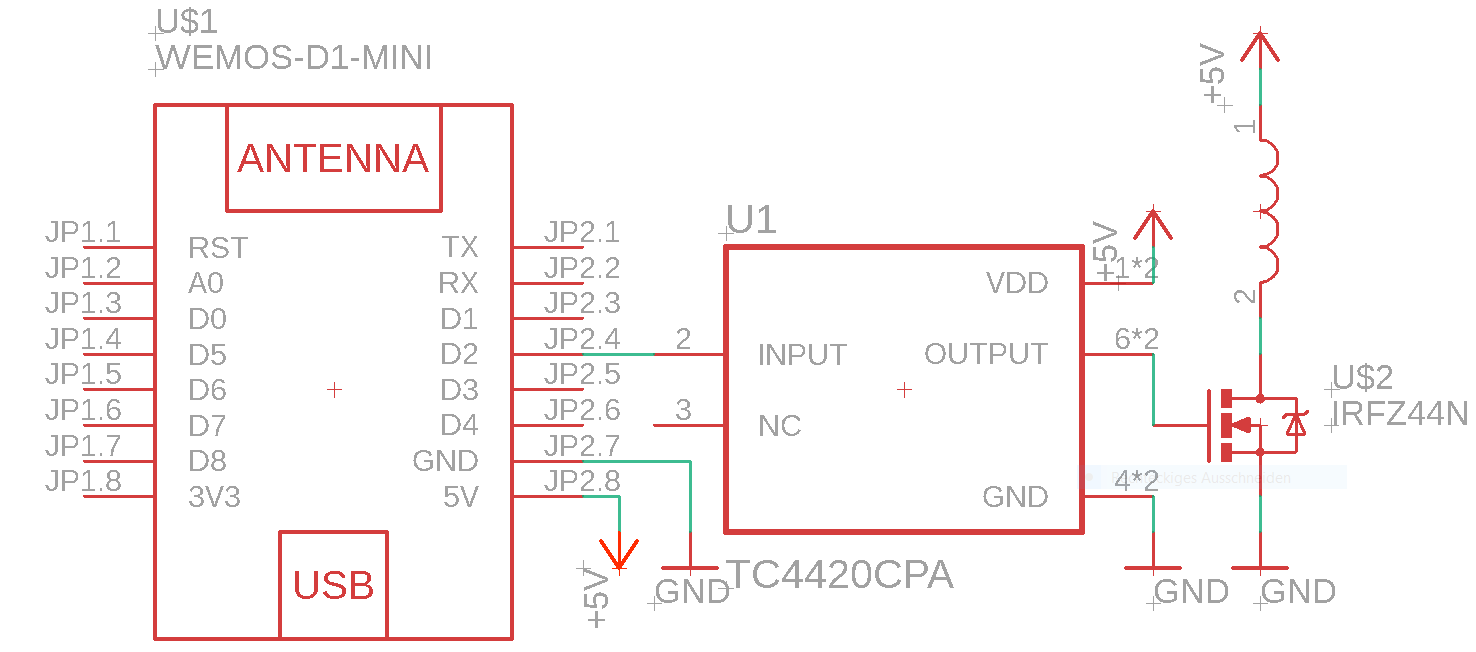 U$1
WEMOS-D1-MINI
ANTENNA
JP1.1
JP1.2
JP1.3
JP1.4
JP1.5
JP1.6
JP1.7
JP1.8
RST
A0
D0
D5
D6
D7
D8
3V3
TX
RX
D1
D2
D3
D4
GND
5V
JP2.1
JP2.2
JP2.3
JP2.4
JP2.5
JP2.6
JP2.7
JP2.8
USB
+5V
GND
U1
2
3
INPUT
NC
VDD
OUTPUT
GND
1*2
6*2
4*2
TC4420CPA
+5V
GND
+5V
1
2
U$2
IRFZ44N
GND
Ausschneiden